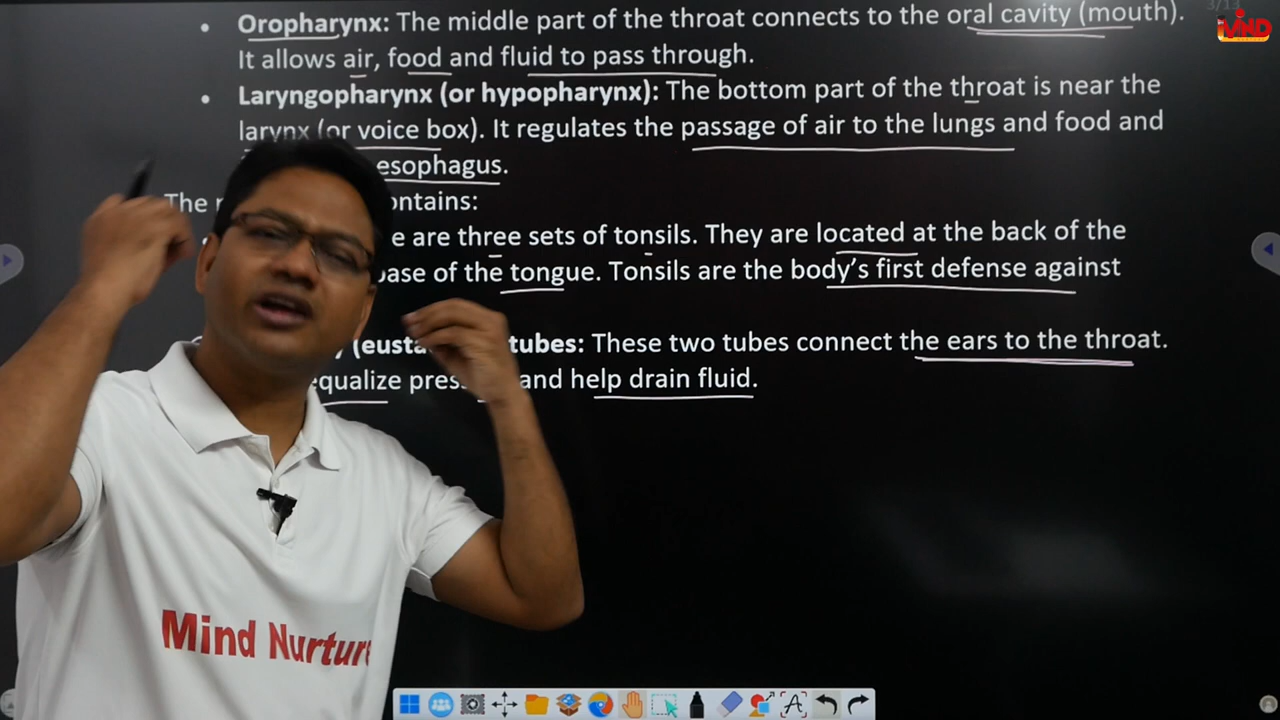 3/13
MND
Oropharynx: The middle part of the throat connects to the oral cavity (mouth).
It allows air, food and fluid to pass through.
Laryngopharynx (or hypopharynx): The bottom part of the throat is near the
larynx (or voice box). It regulates the passage of air to the lungs and food and
esophagus.
The ontains:
e are three sets of tonsils. They are located at the back of the
base of the tongue. Tonsils are the body's first defense against
(eusta tubes: These two tubes connect the ears to the throat.
equalize pres and help drain fluid.
Mind Nurture